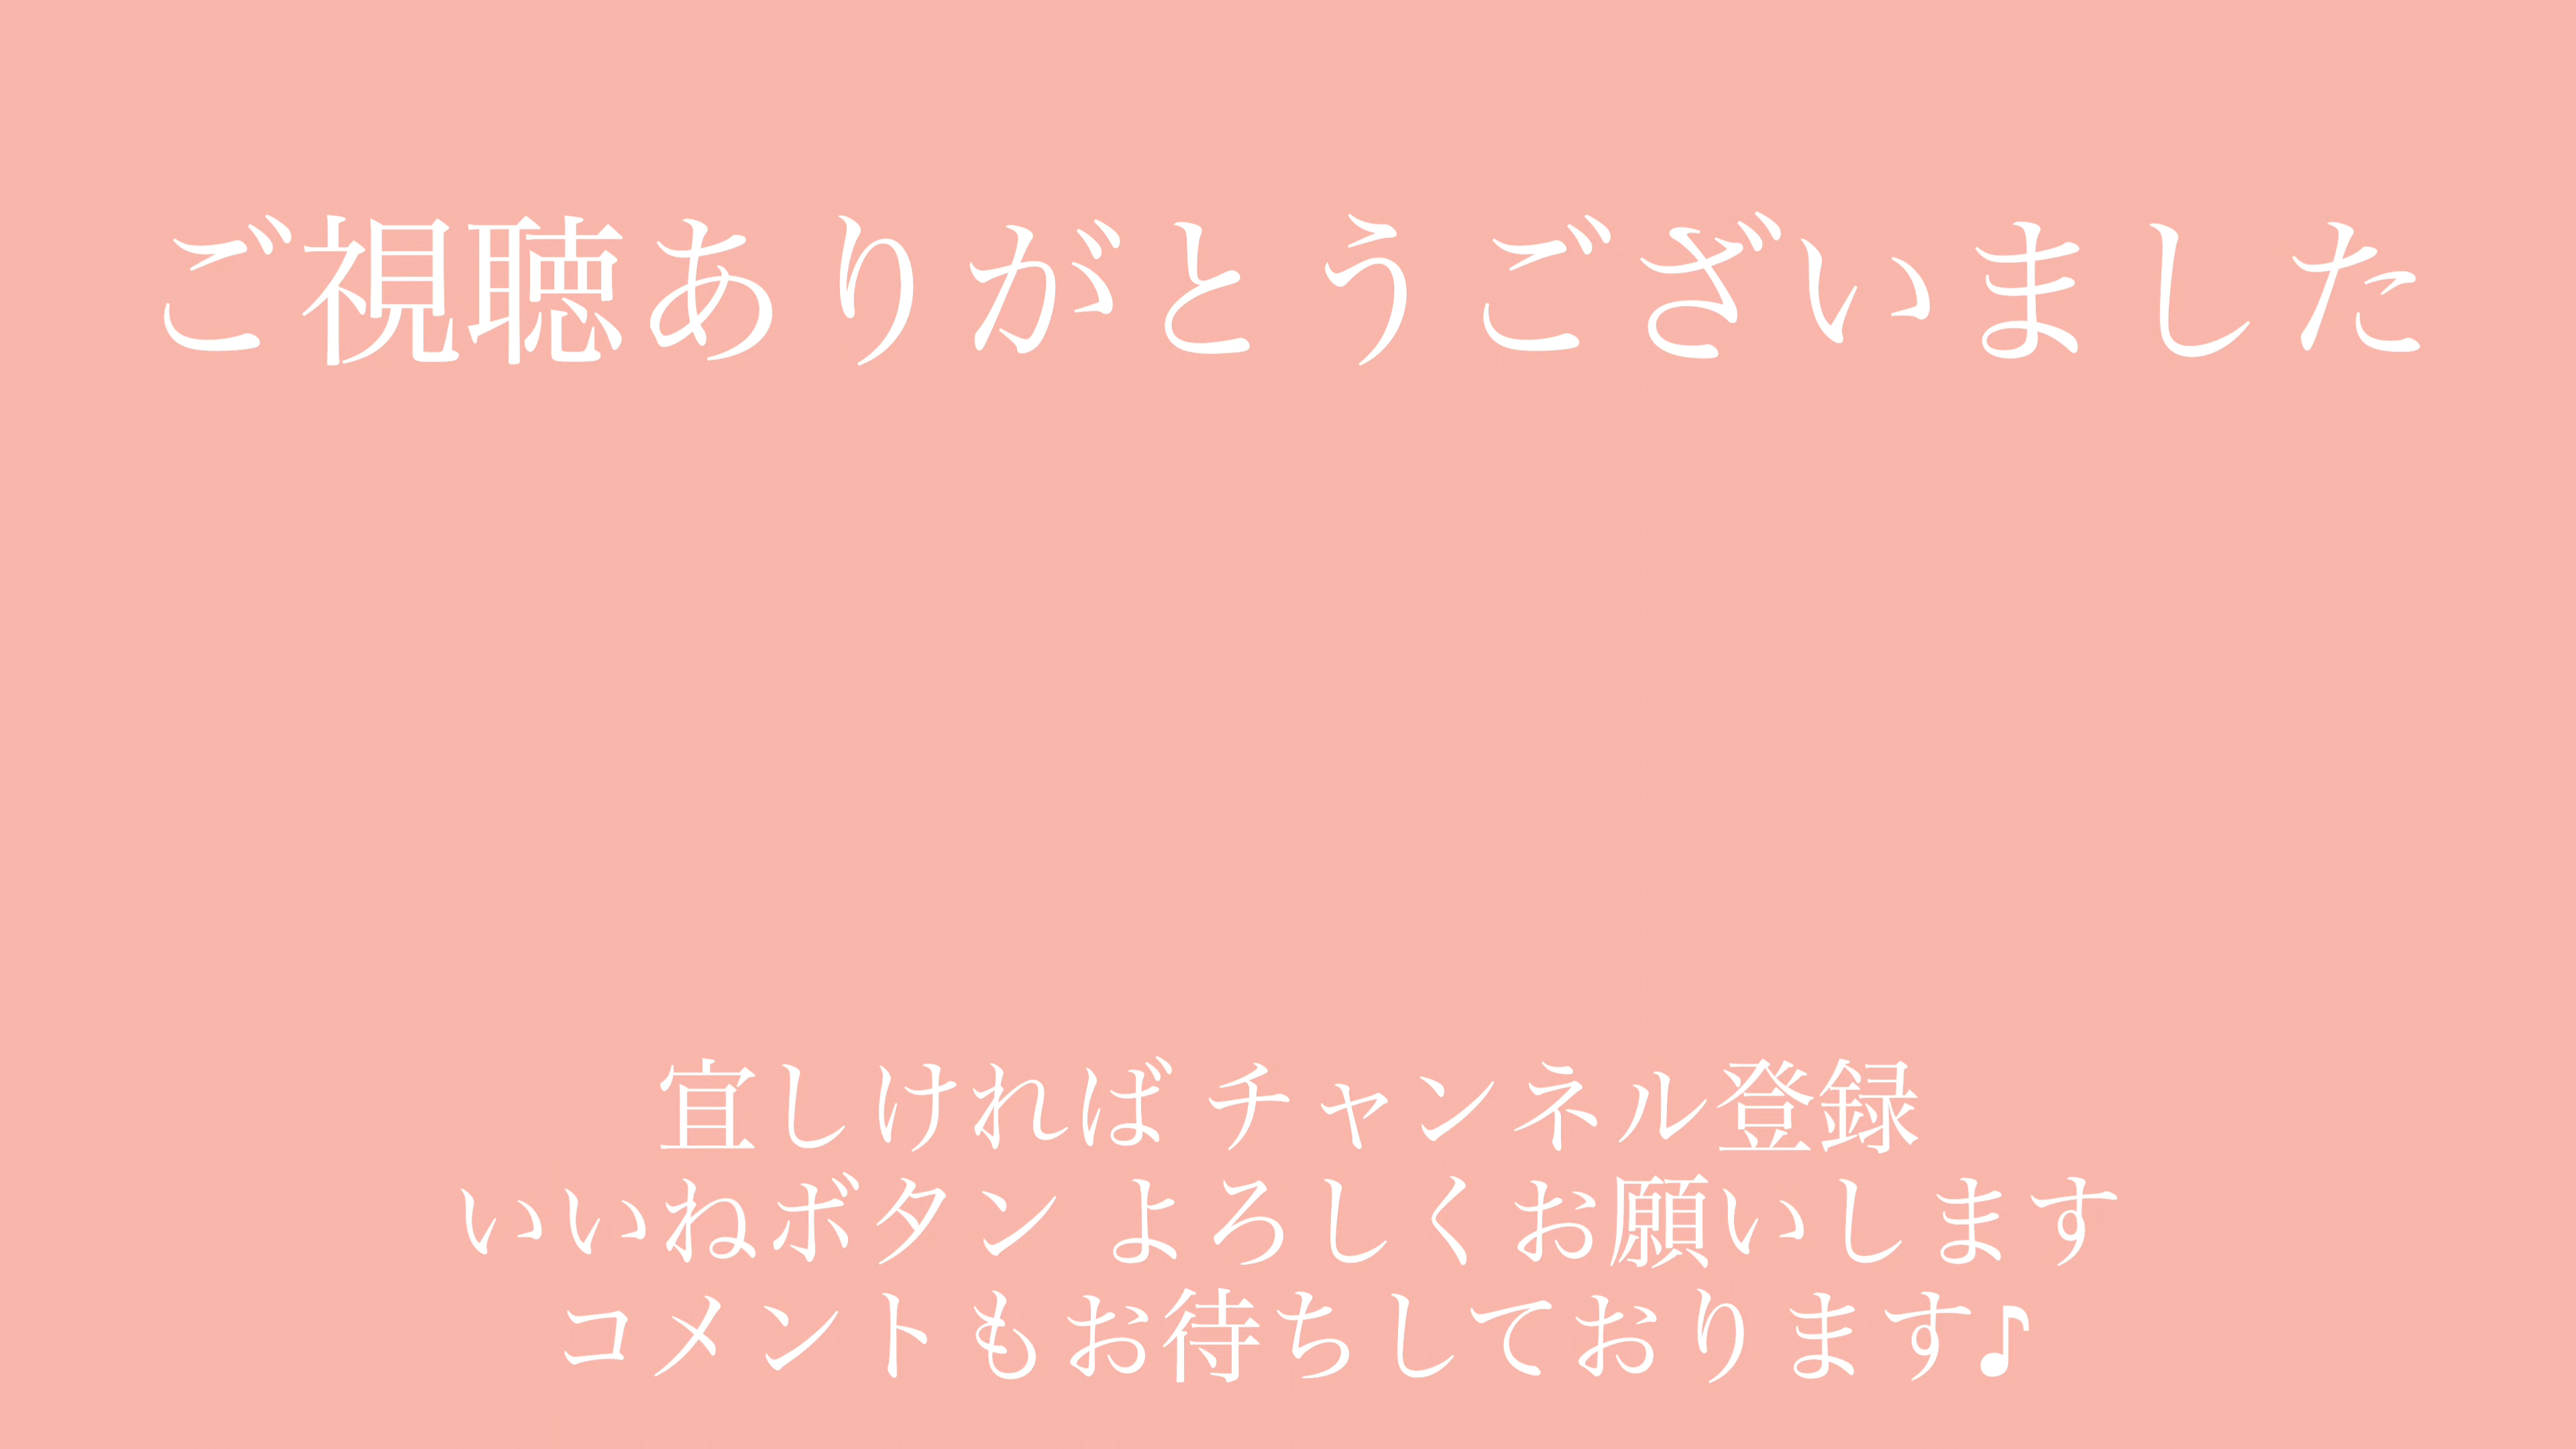 ご視聴ありがとうございました
宜しければ チャンネル登録
いいねボタン よろしくお願いします
コメントもお待ちしております♪